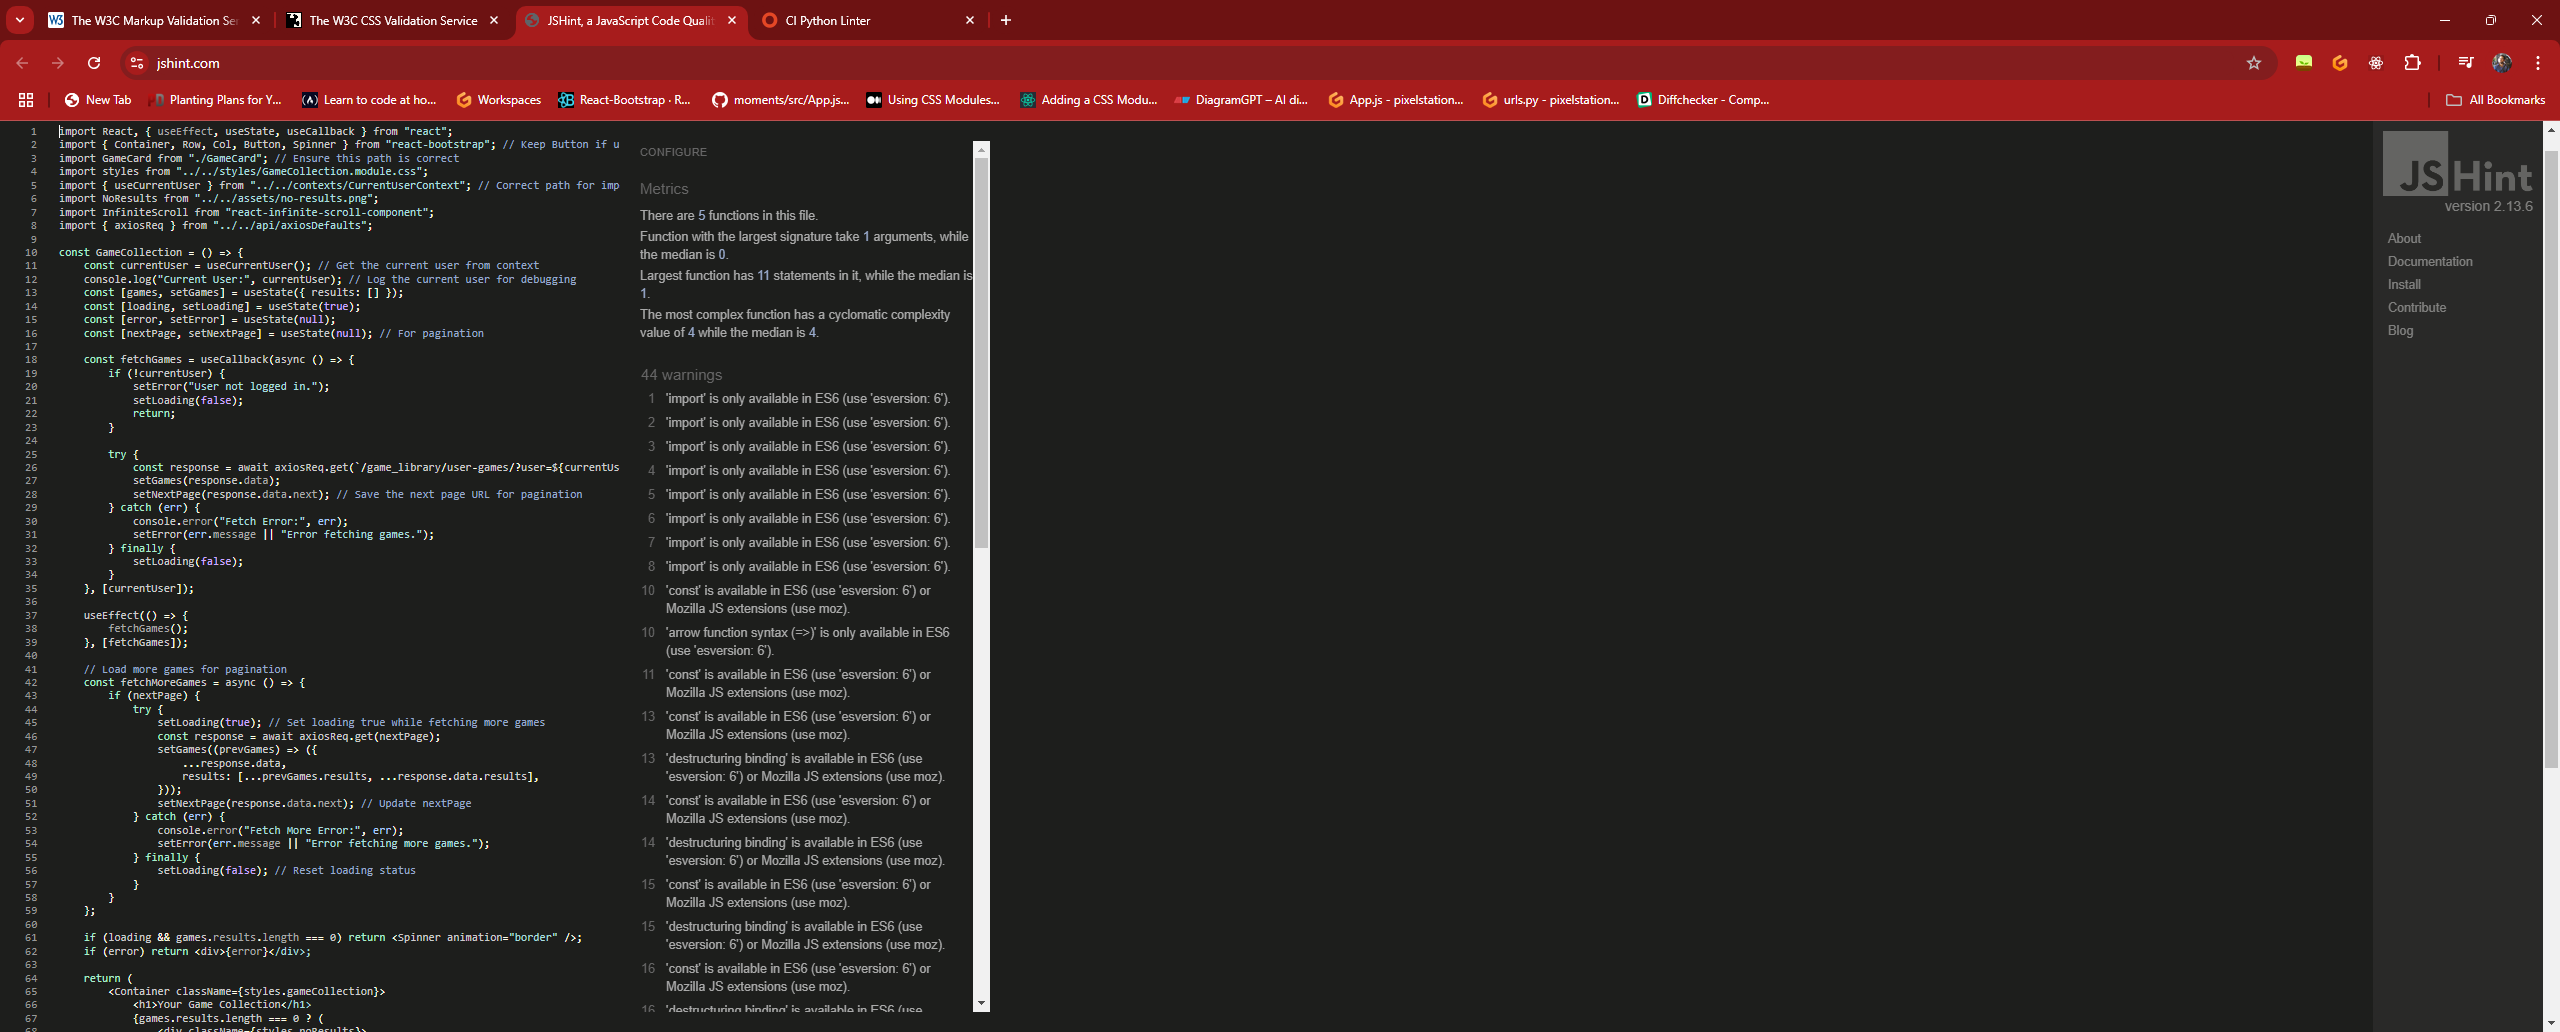 The W3C Markup Validation Se
The W3C CSS Validation Service
JSHint, a JavaScript Code Qualit
CI Python Linter
jshint.com
New Tab
Planting Plans for Y...
Learn to code at ho...
Workspaces
React-Bootstrap · R...
moments/src/App.js...
Using CSS Modules...
Adding a CSS Modu...
DiagramGPT – AI di...
App.js - pixelstation...
urls.py - pixelstation...
Diffchecker - Comp...
All Bookmarks
1 import React, { useEffect, useState, useCallback } from "react";
2 import { Container, Row, Col, Button, Spinner } from "react-bootstrap"; // Keep Button if u
3 import GameCard from "./GameCard"; // Ensure this path is correct
4 import styles from "../../styles/GameCollection.module.css";
5 import { useCurrentUser } from "../../contexts/CurrentUserContext"; // Correct path for imp
6 import NoResults from "../../assets/no-results.png";
7 import InfiniteScroll from "react-infinite-scroll-component";
8 import { axiosReq } from "../../api/axiosDefaults";
9
10 const GameCollection = () => {
11 const currentUser = useCurrentUser(); // Get the current user from context
12 console.log("Current User:", currentUser); // Log the current user for debugging
13 const [games, setGames] = useState({ results: [] });
14 const [loading, setLoading] = useState(true);
15 const [error, setError] = useState(null);
16 const [nextPage, setNextPage] = useState(null); // For pagination
17
18 const fetchGames = useCallback(async () => {
19 if (!currentUser) {
20 setError("User not logged in.");
21 setLoading(false);
22 return;
23 }
24
25 try {
26 const response = await axiosReq.get(`/game_library/user-games/?user=${currentUs
27 setGames(response.data);
28 setNextPage(response.data.next); // Save the next page URL for pagination
29 } catch (err) {
30 console.error("Fetch Error:", err);
31 setError(err.message || "Error fetching games.");
32 } finally {
33 setLoading(false);
34 }
35 }, [currentUser]);
36
37 useEffect(() => {
38 fetchGames();
39 }, [fetchGames]);
40
41 // Load more games for pagination
42 const fetchMoreGames = async () => {
43 if (nextPage) {
44 try {
45 setLoading(true); // Set loading true while fetching more games
46 const response = await axiosReq.get(nextPage);
47 setGames((prevGames) => ({
48 ...response.data,
49 results: [...prevGames.results, ...response.data.results],
50 }));
51 setNextPage(response.data.next); // Update nextPage
52 } catch (err) {
53 console.error("Fetch More Error:", err);
54 setError(err.message || "Error fetching more games.");
55 } finally {
56 setLoading(false); // Reset loading status
57 }
58 }
59 };
60
61 if (loading && games.results.length === 0) return <Spinner animation="border" />;
62 if (error) return <div>{error}</div>;
63
64 return (
65 <Container className={styles.gameCollection}>
66 <h1>Your Game Collection</h1>
67 {games.results.length === 0 ? (
68 <div className={styles.noResults}>
CONFIGURE
Metrics
There are 5 functions in this file.
Function with the largest signature take 1 arguments, while
the median is 0.
Largest function has 11 statements in it, while the median is
1.
The most complex function has a cyclomatic complexity
value of 4 while the median is 4.
44 warnings
1 'import' is only available in ES6 (use 'esversion: 6').
2 'import' is only available in ES6 (use 'esversion: 6').
3 'import' is only available in ES6 (use 'esversion: 6').
4 'import' is only available in ES6 (use 'esversion: 6').
5 'import' is only available in ES6 (use 'esversion: 6').
6 'import' is only available in ES6 (use 'esversion: 6').
7 'import' is only available in ES6 (use 'esversion: 6').
8 'import' is only available in ES6 (use 'esversion: 6').
10 'const' is available in ES6 (use 'esversion: 6') or
Mozilla JS extensions (use moz).
10 'arrow function syntax (=>)' is only available in ES6
(use 'esversion: 6').
11 'const' is available in ES6 (use 'esversion: 6') or
Mozilla JS extensions (use moz).
13 'const' is available in ES6 (use 'esversion: 6') or
Mozilla JS extensions (use moz).
13 'destructuring binding' is available in ES6 (use
'esversion: 6') or Mozilla JS extensions (use moz).
14 'const' is available in ES6 (use 'esversion: 6') or
Mozilla JS extensions (use moz).
14 'destructuring binding' is available in ES6 (use
'esversion: 6') or Mozilla JS extensions (use moz).
15 'const' is available in ES6 (use 'esversion: 6') or
Mozilla JS extensions (use moz).
15 'destructuring binding' is available in ES6 (use
'esversion: 6') or Mozilla JS extensions (use moz).
16 'const' is available in ES6 (use 'esversion: 6') or
Mozilla JS extensions (use moz).
16 'destructuring binding' is available in ES6 (use
JSHint
version 2.13.6
About
Documentation
Install
Contribute
Blog